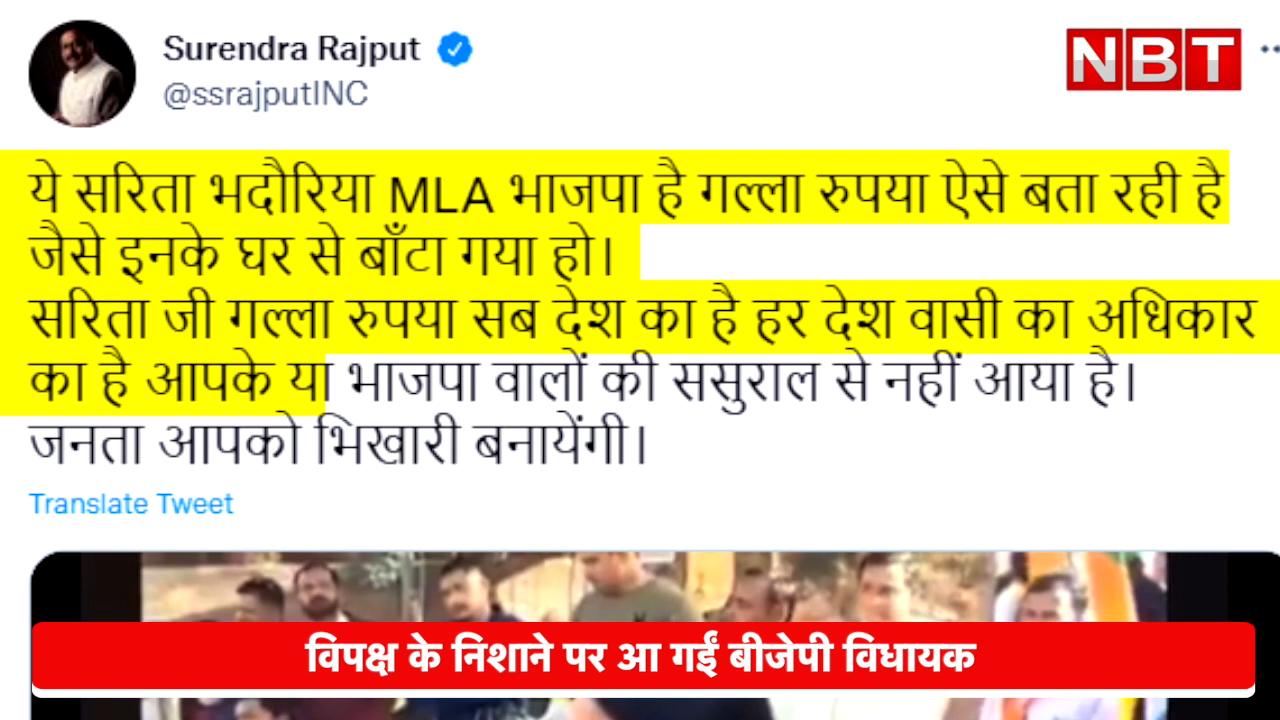 Surendra Rajput
NBT
@ssrajputINC
ये सरिता भदौरिया MLA भाजपा है गल्ला रुपया ऐसे बता रही है
जैसे इनके घर से बाँटा गया हो।
सरिता जी गल्ला रुपया सब देश का है हर देश वासी का अधिकार
का है आपके या भाजपा वालों की ससुराल से नहीं आया है।
जनता आपको भिखारी बनायेंगी।
Translate Tweet
विपक्ष के निशाने पर आ गईं बीजेपी विधायक